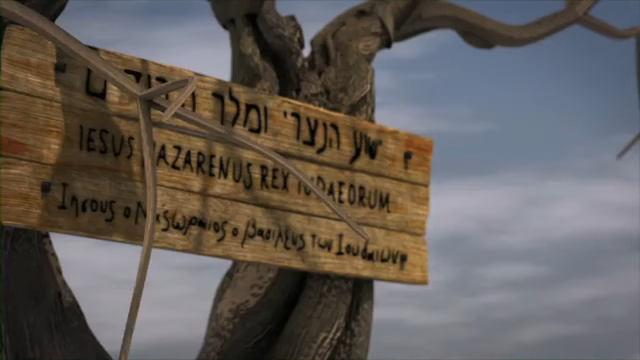 הנצרי ומלך
IESUS NAZARENUS REX IUDAEORUM
Ιησους ο Ναζωραιος ο βασιλευς των Ιουδαιων